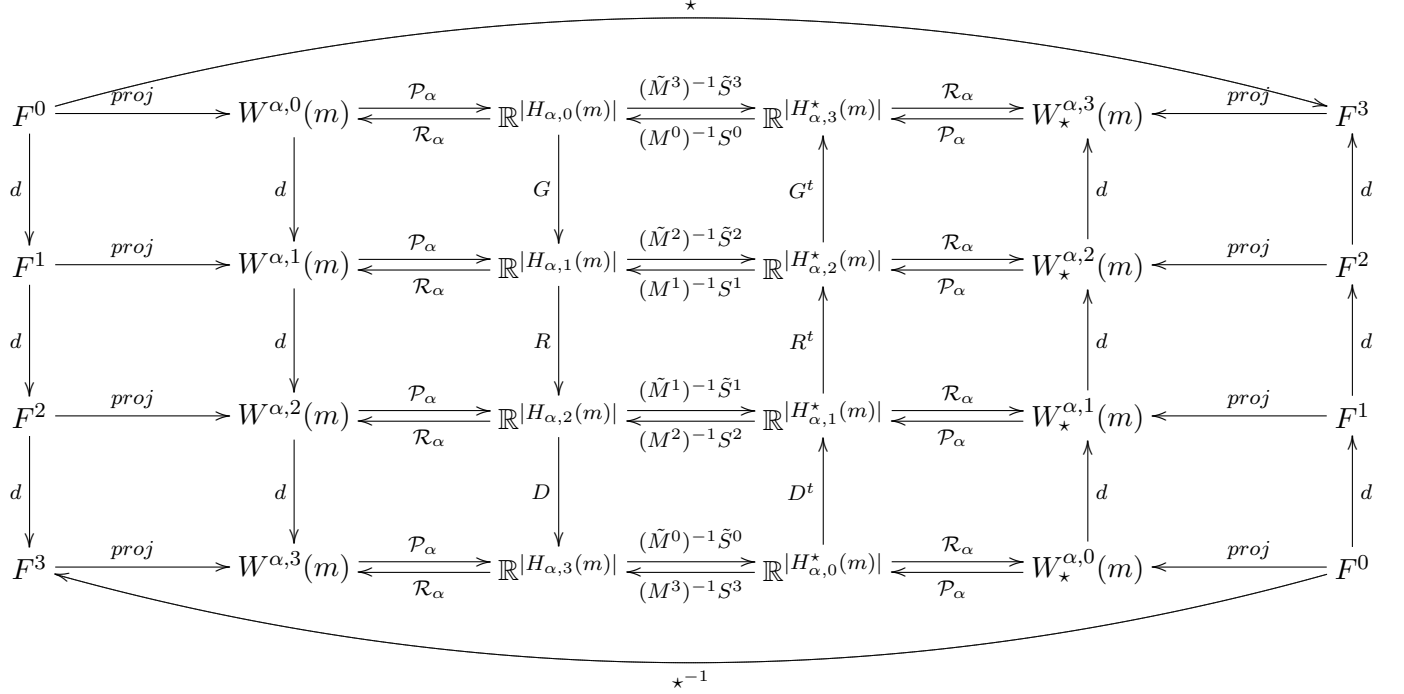 ⋆
proj 𝒫_α (M̃^3)^{-1}S̃^3 ℛ_α proj
F^0 W^{α,0}(m) ℝ^{|H_{α,0}(m)|} ℝ^{|H^⋆_{α,3}(m)|} W^{α,3}_⋆(m) F^3
ℛ_α (M^0)^{-1}S^0 𝒫_α
d d G G^t d d
proj 𝒫_α (M̃^2)^{-1}S̃^2 ℛ_α proj
F^1 W^{α,1}(m) ℝ^{|H_{α,1}(m)|} ℝ^{|H^⋆_{α,2}(m)|} W^{α,2}_⋆(m) F^2
ℛ_α (M^1)^{-1}S^1 𝒫_α
d d R R^t d d
proj 𝒫_α (M̃^1)^{-1}S̃^1 ℛ_α proj
F^2 W^{α,2}(m) ℝ^{|H_{α,2}(m)|} ℝ^{|H^⋆_{α,1}(m)|} W^{α,1}_⋆(m) F^1
ℛ_α (M^2)^{-1}S^2 𝒫_α
d d D D^t d d
proj 𝒫_α (M̃^0)^{-1}S̃^0 ℛ_α proj
F^3 W^{α,3}(m) ℝ^{|H_{α,3}(m)|} ℝ^{|H^⋆_{α,0}(m)|} W^{α,0}_⋆(m) F^0
ℛ_α (M^3)^{-1}S^3 𝒫_α
⋆^{-1}